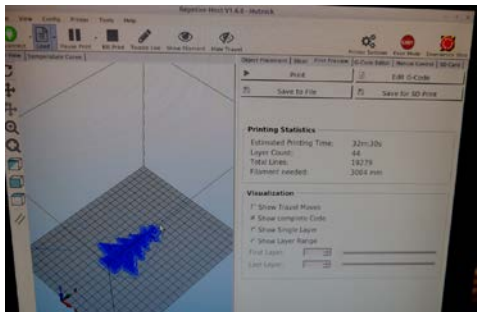 Repetier-Host V1.6.0 - Hutnick
View Config Printer Tools Help
Load Pause Print Kill Print Toggle Log Show Filament Show Travel
Printer Settings Easy Mode Emergency Stop
Temperature Curve
Object Placement Slicer Print Preview G-Code Editor Manual Control SD Card
Print Edit G-Code
Save to File Save for SD Print
Printing Statistics
Estimated Printing Time: 32m:30s
Layer Count: 44
Total Lines: 19279
Filament needed: 3004 mm
Visualization
Show Travel Moves
Show complete Code
Show Single Layer
Show Layer Range
First Layer:
Last Layer: